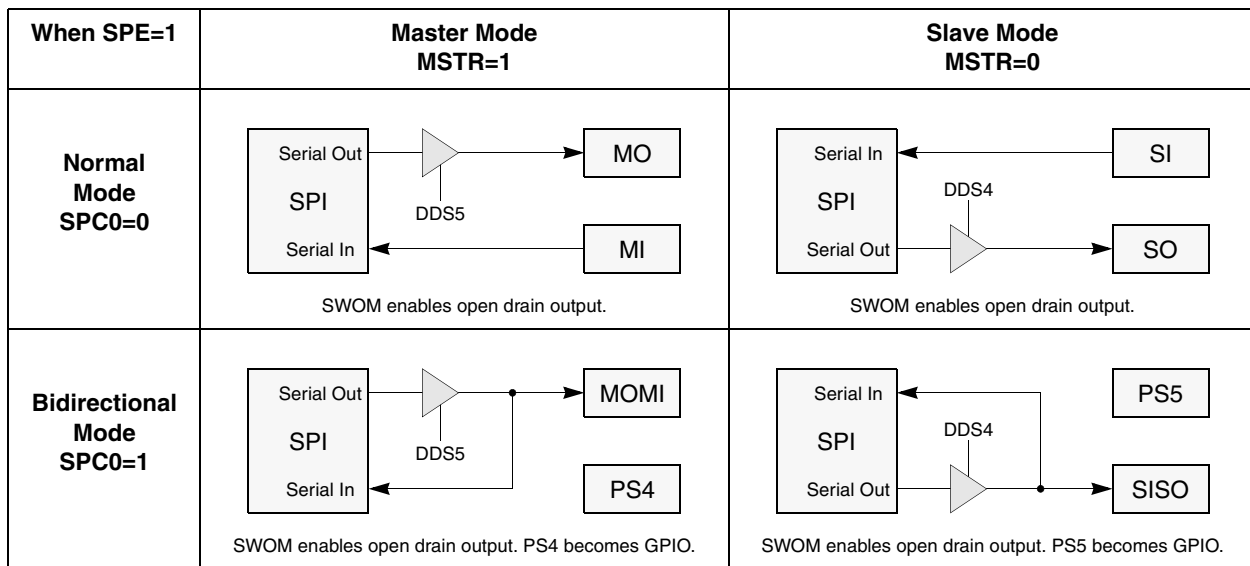 When SPE=1
Master Mode
MSTR=1
Slave Mode
MSTR=0
Normal
Mode
SPC0=0
Serial Out
SPI
Serial In
DDS5
MO
MI
SWOM enables open drain output.
Serial In
SPI
Serial Out
DDS4
SI
SO
SWOM enables open drain output.
Bidirectional
Mode
SPC0=1
Serial Out
SPI
Serial In
DDS5
MOMI
PS4
SWOM enables open drain output. PS4 becomes GPIO.
Serial In
SPI
Serial Out
DDS4
PS5
SISO
SWOM enables open drain output. PS5 becomes GPIO.